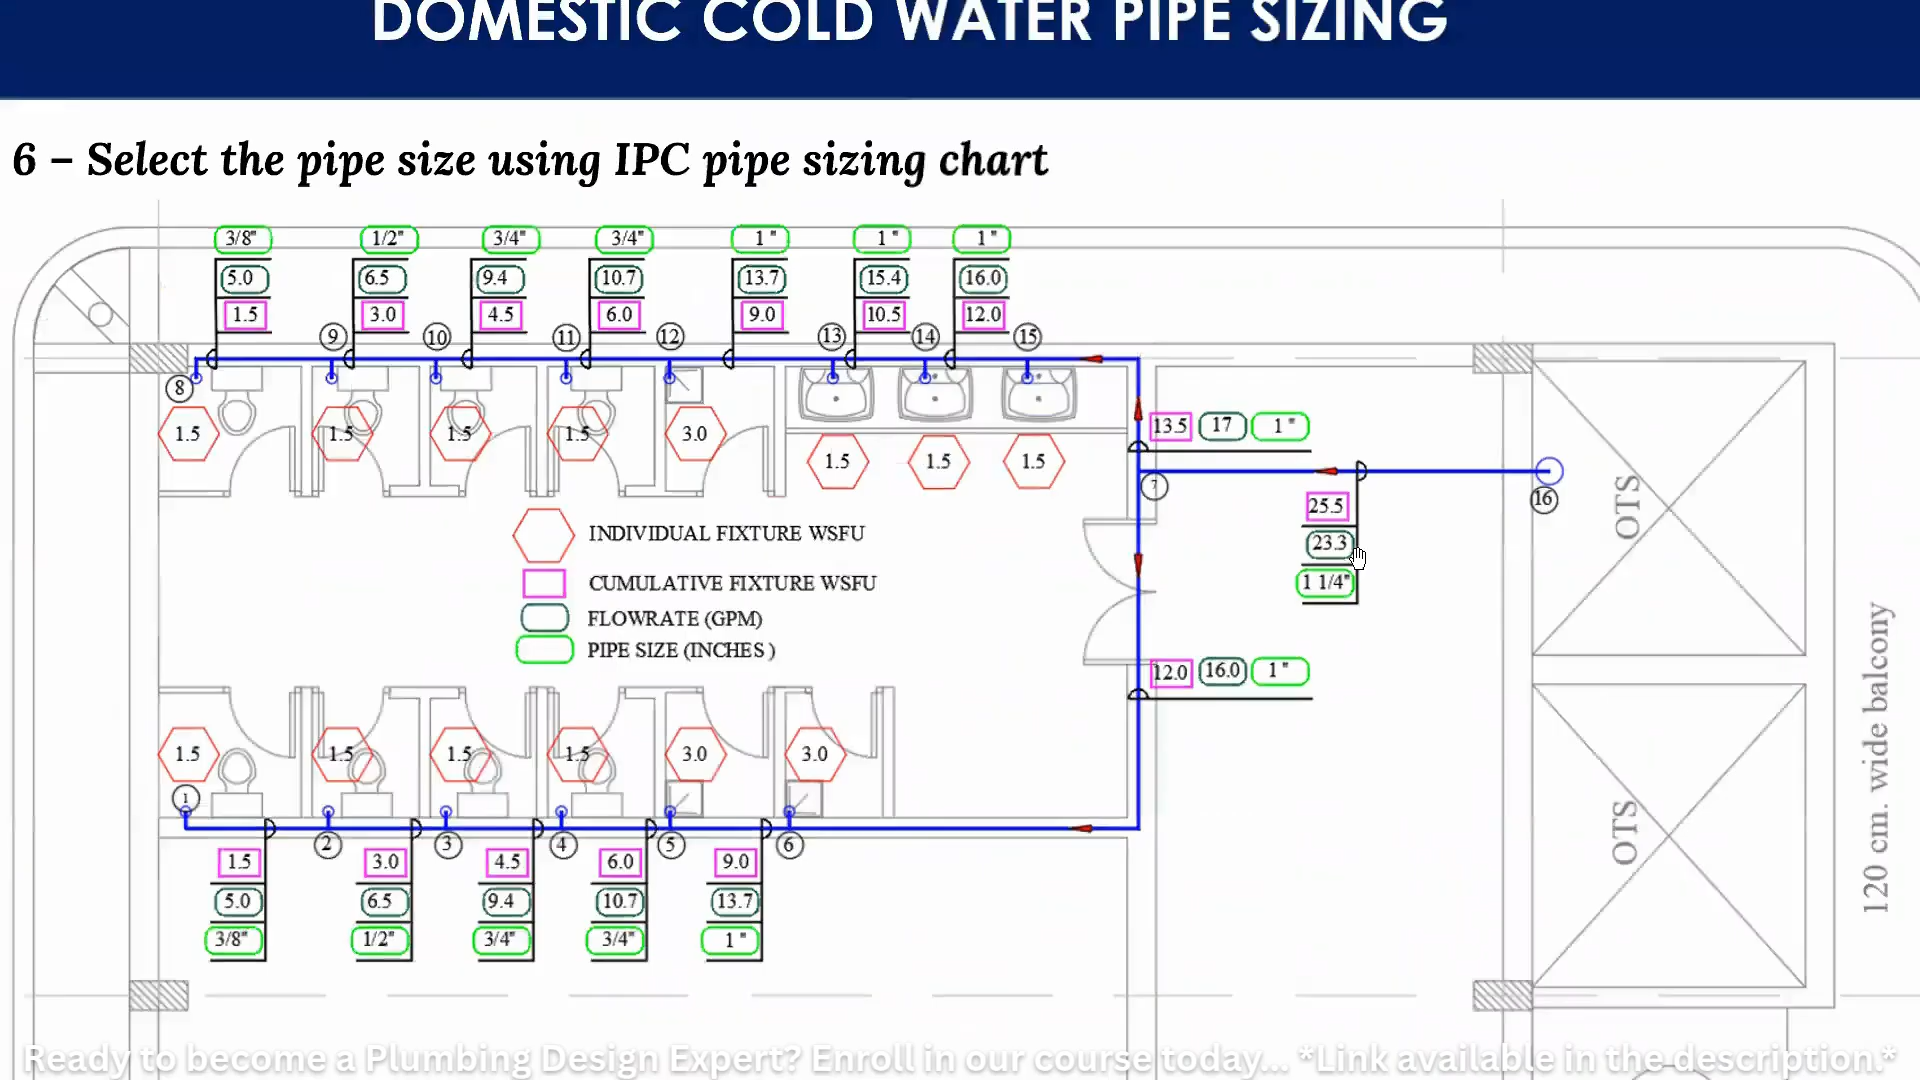 DOMESTIC COLD WATER PIPE SIZING
6 – Select the pipe size using IPC pipe sizing chart
3/8" 1/2" 3/4" 3/4" 1 " 1 " 1 "
5.0 6.5 9.4 10.7 13.7 15.4 16.0
1.5 3.0 4.5 6.0 9.0 10.5 12.0
9 10 11 12 13 14 15
8
1.5 1.5 1.5 1.5 3.0
1.5 1.5 1.5
13.5 17 1 "
7
16
OTS
25.5
23.3
1 1/4"
INDIVIDUAL FIXTURE WSFU
CUMULATIVE FIXTURE WSFU
FLOWRATE (GPM)
PIPE SIZE (INCHES )
12.0 16.0 1 "
1.5 1.5 1.5 1.5 3.0 3.0
1
2 3 4 5 6
OTS
120 cm. wide balcony
1.5 3.0 4.5 6.0 9.0
5.0 6.5 9.4 10.7 13.7
3/8" 1/2" 3/4" 3/4" 1 "
Ready to become a Plumbing Design Expert? Enroll in our course today... *Link available in the description.*